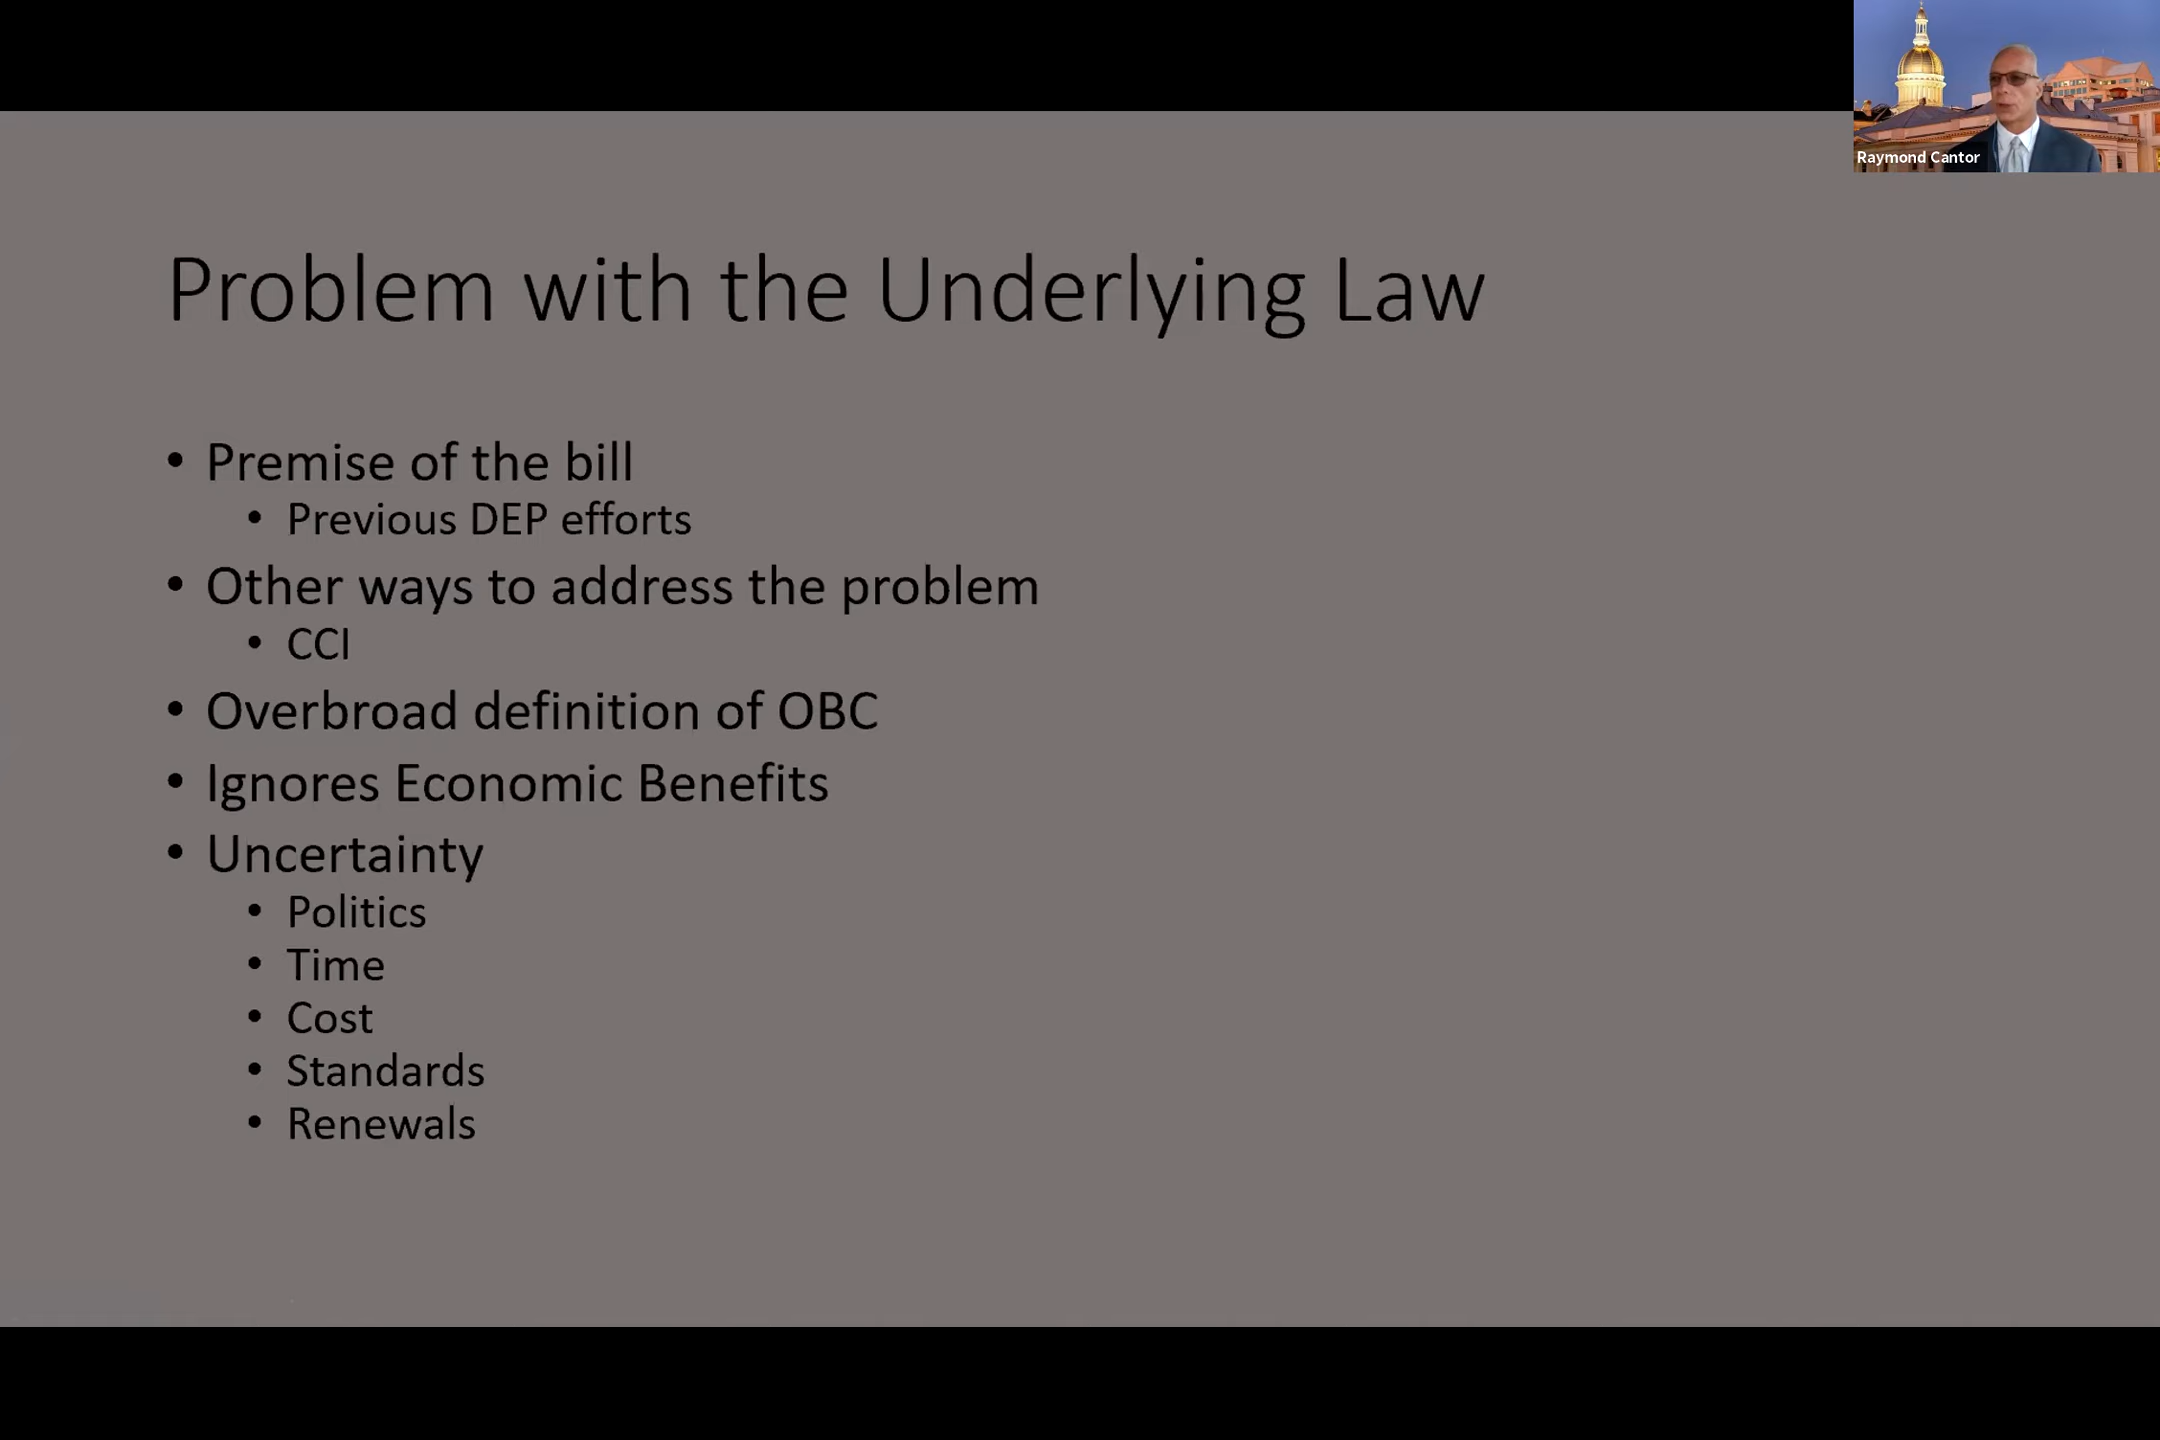 Raymond Cantor
Problem with the Underlying Law
• Premise of the bill
• Previous DEP efforts
• Other ways to address the problem
• CCI
• Overbroad definition of OBC
• Ignores Economic Benefits
• Uncertainty
• Politics
• Time
• Cost
• Standards
• Renewals